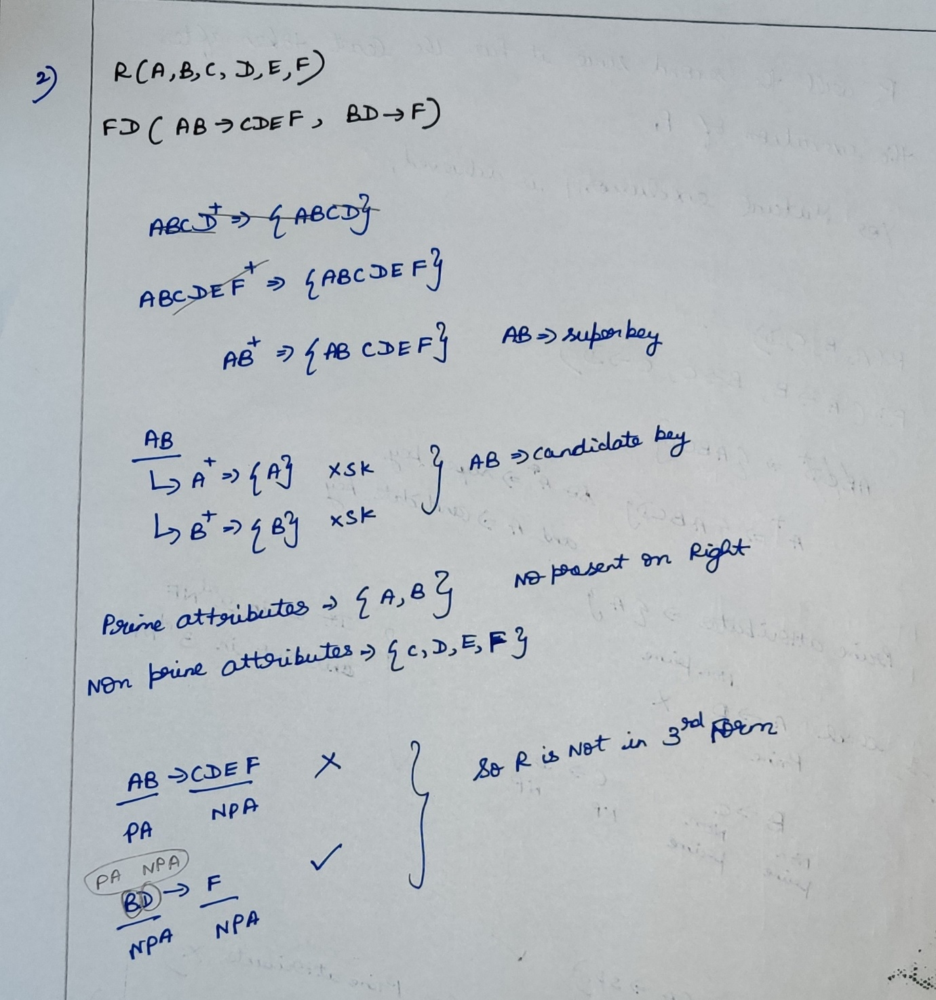 2)
R(A,B,C, D,E,F)
FD ( AB → CDEF, BD → F)
ABCD⁺ ⇒ {ABCD}
ABCDEF⁺ ⇒ {ABCDEF}
AB⁺ ⇒ {AB CDEF} AB ⇒ superkey
AB
↳ A⁺ ⇒ {A} xSK
↳ B⁺ ⇒ {B} xSK
} AB ⇒ candidate key
Prime attributes → {A, B} No present on Right
Non prime attributes → {C, D, E, F}
AB → CDEF X
PA NPA
PA NPA
BD → F ✓
NPA NPA
} So R is Not in 3rd Form